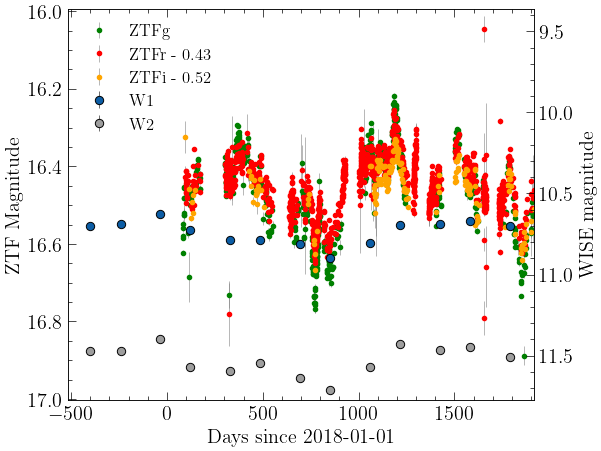 16.0
16.2
16.4
16.6
16.8
17.0
ZTF Magnitude
ZTFg
ZTFr - 0.43
ZTFi - 0.52
W1
W2
9.5
10.0
10.5
11.0
11.5
WISE magnitude
−500 0 500 1000 1500
Days since 2018-01-01